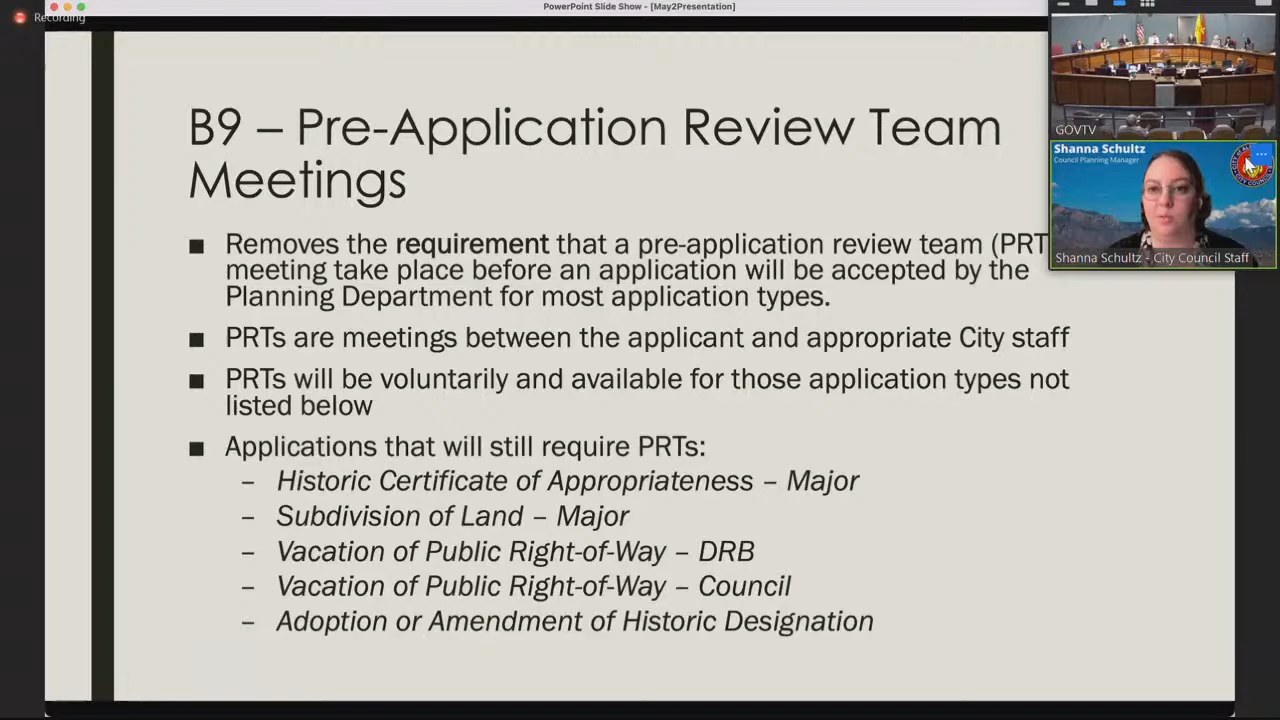 Recording
PowerPoint Slide Show - [May2Presentation]
B9 – Pre-Application Review Team
Meetings
■ Removes the requirement that a pre-application review team (PRT
meeting take place before an application will be accepted by the
Planning Department for most application types.
■ PRTs are meetings between the applicant and appropriate City staff
■ PRTs will be voluntarily and available for those application types not
listed below
■ Applications that will still require PRTs:
– Historic Certificate of Appropriateness – Major
– Subdivision of Land – Major
– Vacation of Public Right-of-Way – DRB
– Vacation of Public Right-of-Way – Council
– Adoption or Amendment of Historic Designation
GOVTV
Shanna Schultz
Council Planning Manager
Shanna Schultz - City Council Staff